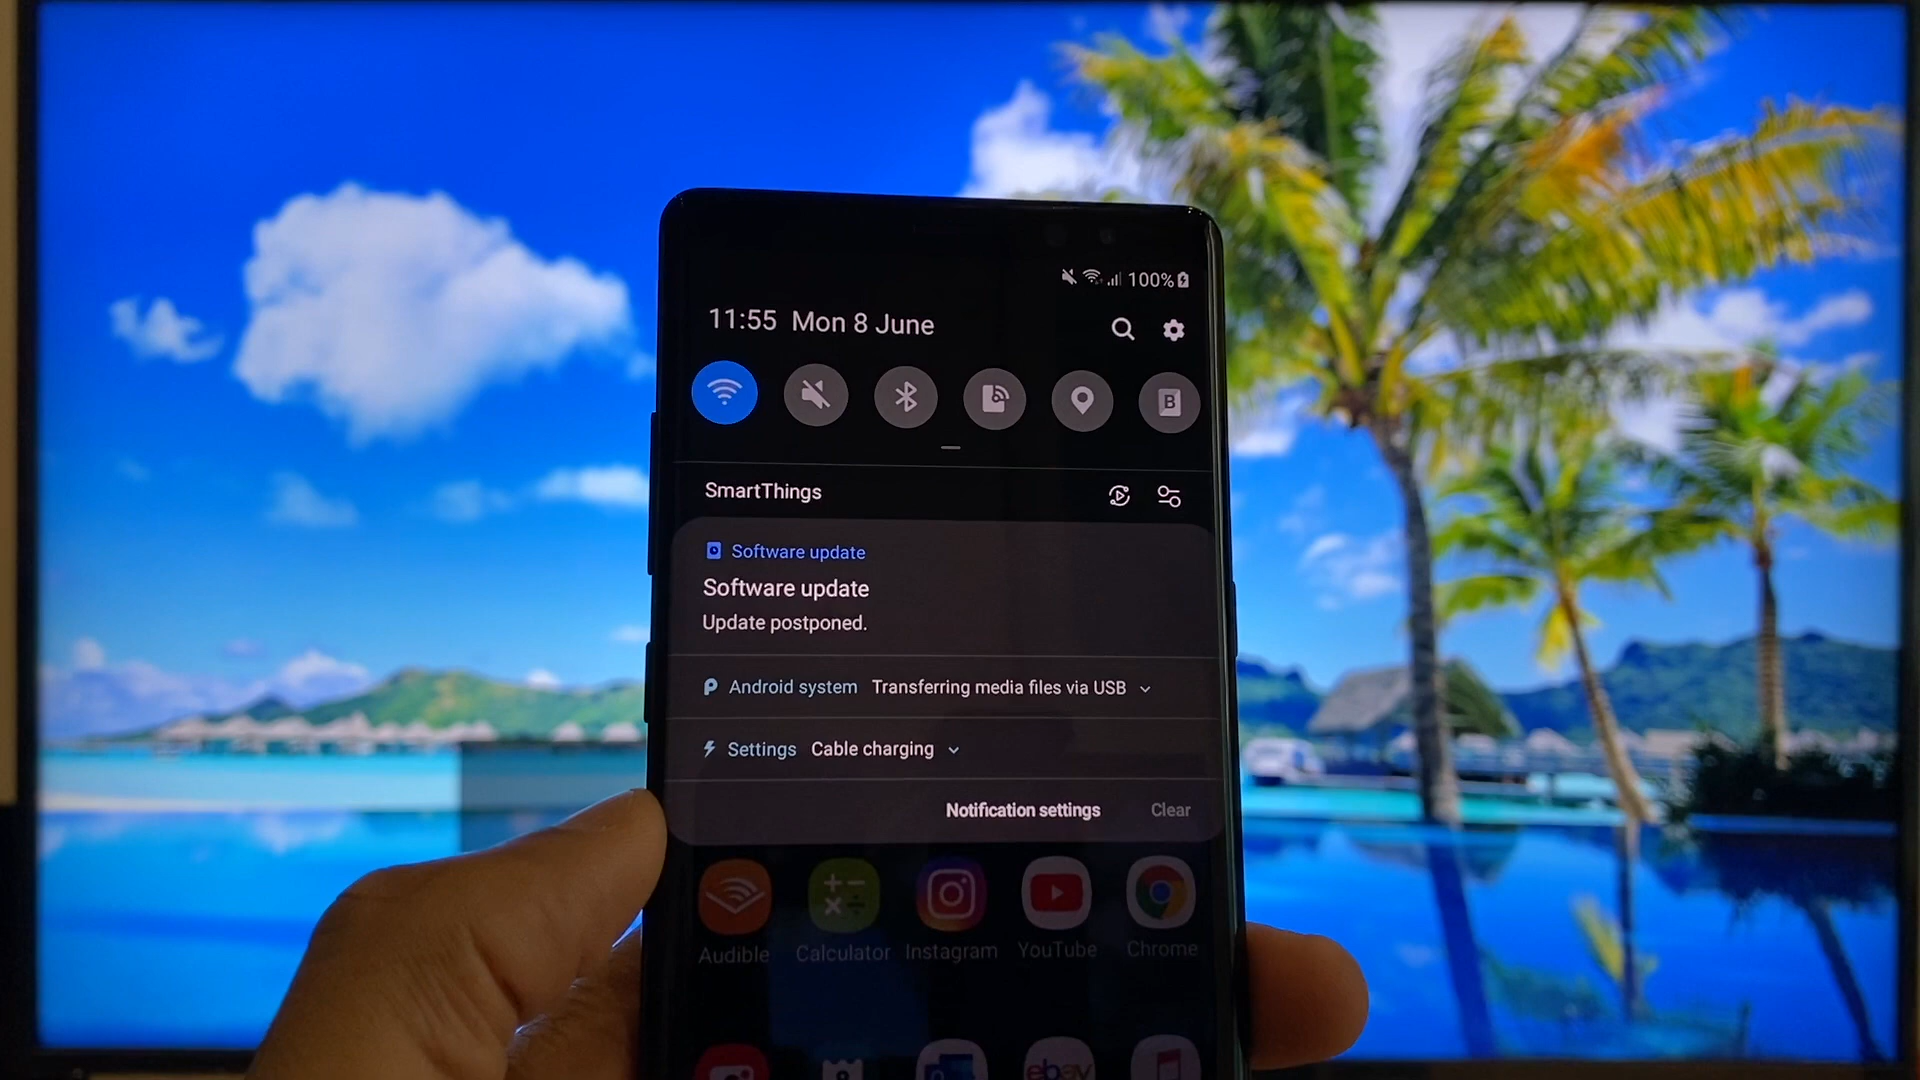 100%
11:55 Mon 8 June
B
SmartThings
Software update
Software update
Update postponed.
Android system Transferring media files via USB
Settings Cable charging
Notification settings Clear
Audible Calculator Instagram YouTube Chrome
ebay